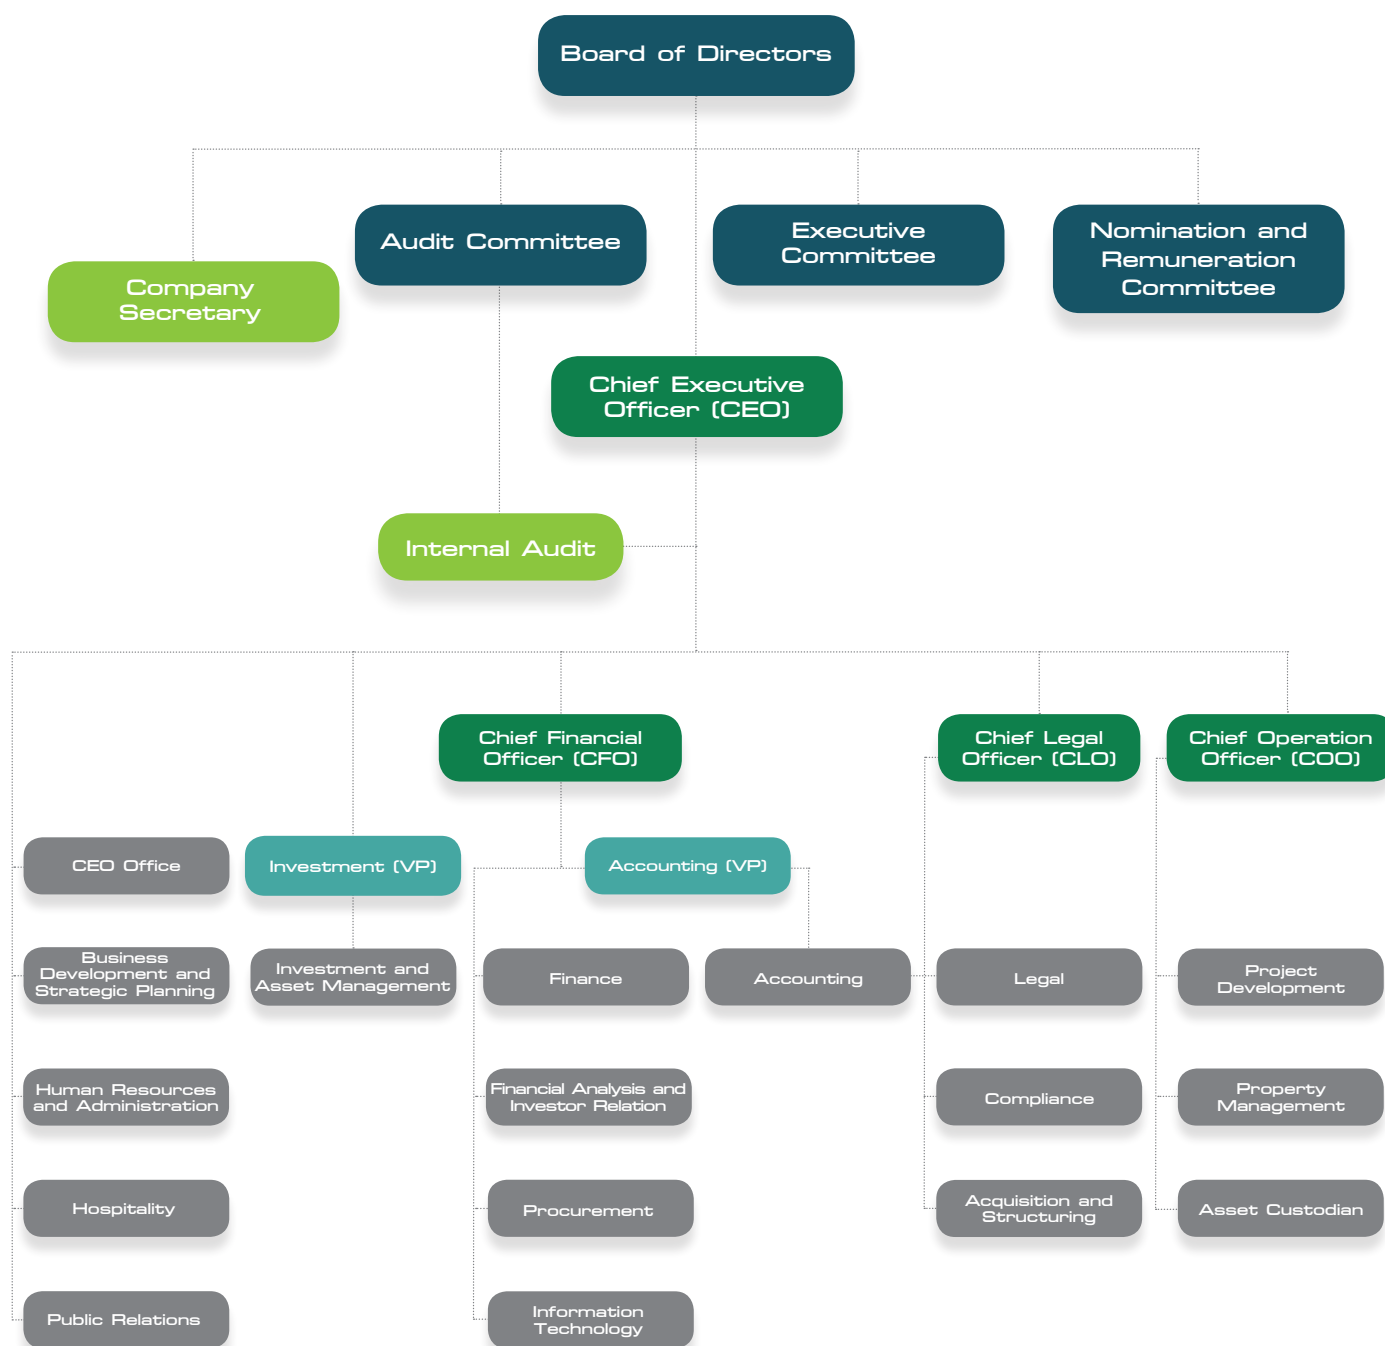 Board of Directors
Audit Committee
Executive
Committee
Nomination and
Remuneration
Committee
Company
Secretary
Chief Executive
Officer (CEO)
Internal Audit
Chief Financial
Officer (CFO)
Chief Legal
Officer (CLO)
Chief Operation
Officer (COO)
CEO Office
Investment (VP)
Accounting (VP)
Business
Development and
Strategic Planning
Investment and
Asset Management
Finance
Accounting
Legal
Project
Development
Human Resources
and Administration
Financial Analysis and
Investor Relation
Compliance
Property
Management
Hospitality
Procurement
Acquisition and
Structuring
Asset Custodian
Public Relations
Information
Technology